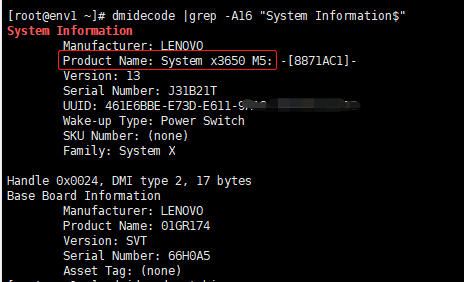 [root@env1 ~]# dmidecode |grep -A16 "System Information$"
System Information
Manufacturer: LENOVO
Product Name: System x3650 M5: -[8871AC1]-
Version: 13
Serial Number: J31B21T
UUID: 461E6BBE-E73D-E611-
Wake-up Type: Power Switch
SKU Number: (none)
Family: System X
Handle 0x0024, DMI type 2, 17 bytes
Base Board Information
Manufacturer: LENOVO
Product Name: 01GR174
Version: SVT
Serial Number: 66H0A5
Asset Tag: (none)